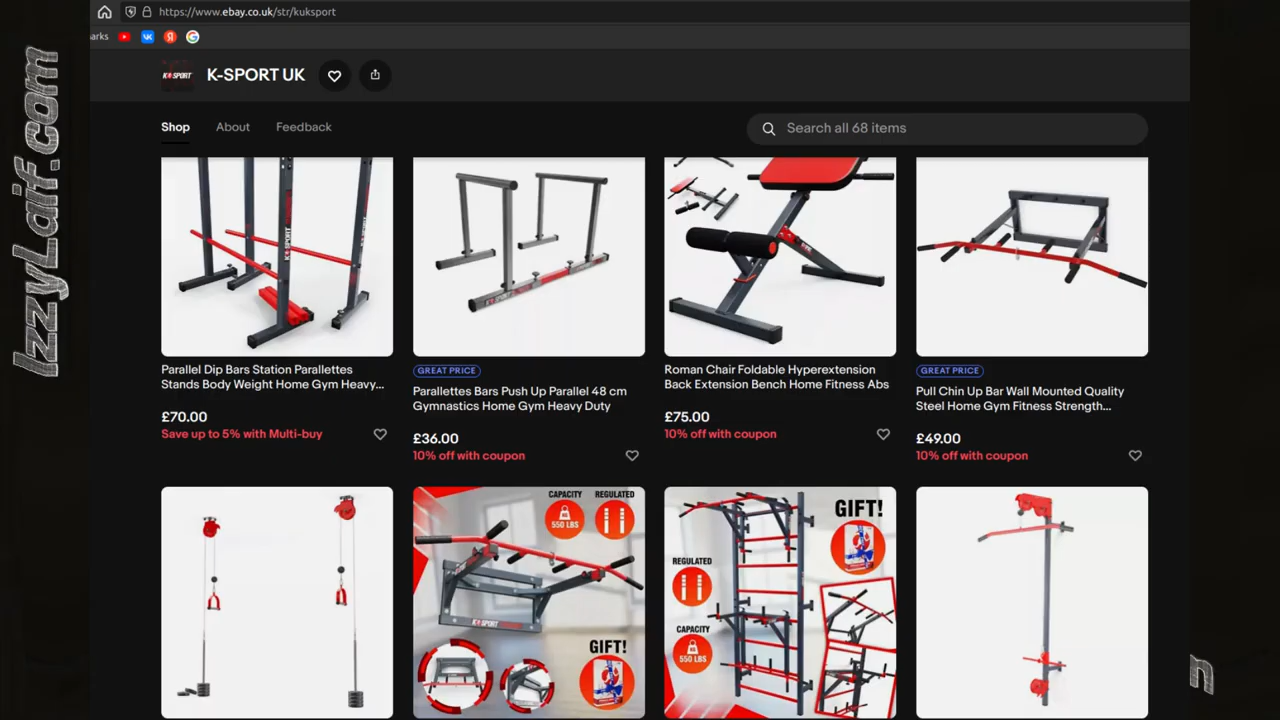 https://www.ebay.co.uk/str/kuksport
arks
K-SPORT
K-SPORT UK
Shop
About
Feedback
Search all 68 items
K-SPORT
Parallel Dip Bars Station Parallettes
Stands Body Weight Home Gym Heavy...
£70.00
Save up to 5% with Multi-buy
GREAT PRICE
Parallettes Bars Push Up Parallel 48 cm
Gymnastics Home Gym Heavy Duty
£36.00
10% off with coupon
Roman Chair Foldable Hyperextension
Back Extension Bench Home Fitness Abs
£75.00
10% off with coupon
GREAT PRICE
Pull Chin Up Bar Wall Mounted Quality
Steel Home Gym Fitness Strength...
£49.00
10% off with coupon
CAPACITY
550 LBS
REGULATED
K-SPORT
GIFT!
GIFT!
REGULATED
CAPACITY
550 LBS
IzzyLaif.com
n